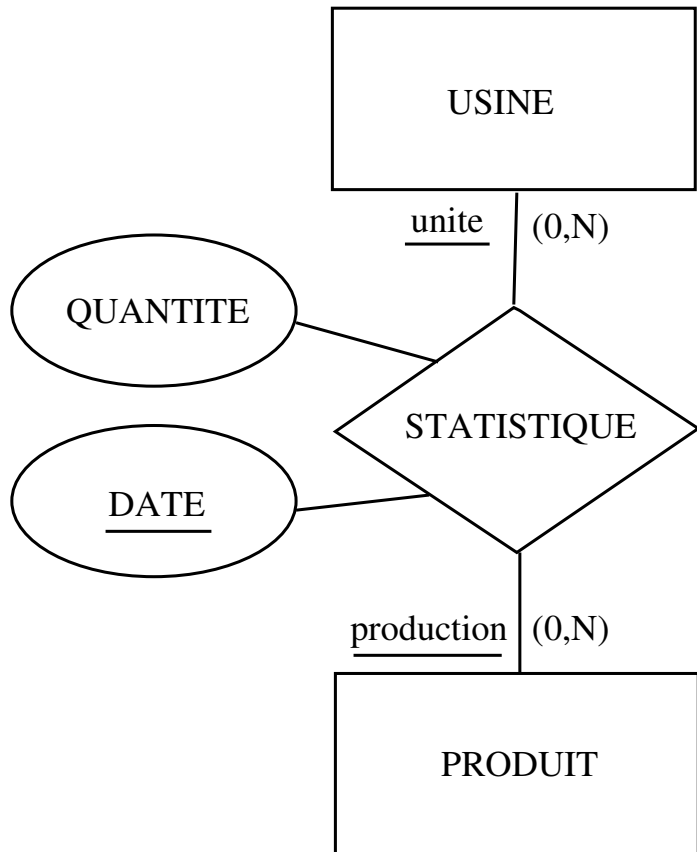 USINE
unite (0,N)
QUANTITE
STATISTIQUE
DATE
production (0,N)
PRODUIT